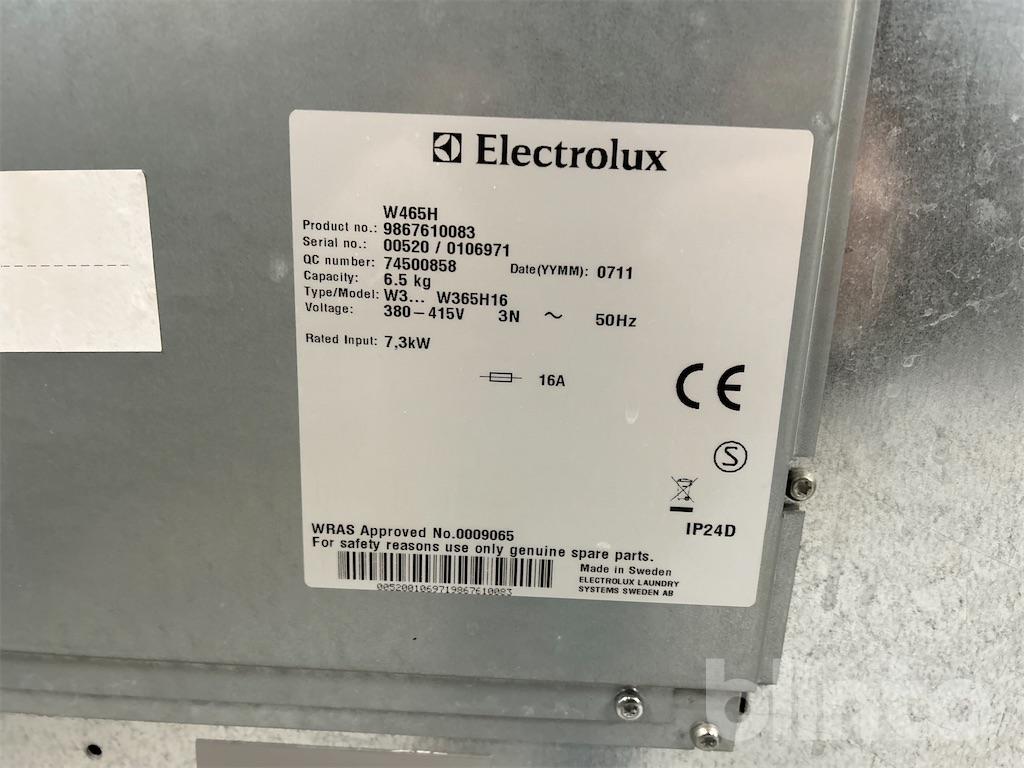 Electrolux
W465H
Product no.: 9867610083
Serial no.: 00520 / 0106971
QC number: 74500858 Date(YYMM): 0711
Capacity: 6.5 kg
Type/Model: W3... W365H16
Voltage: 380-415V 3N ~ 50Hz
Rated Input: 7,3kW
16A
CE
S
IP24D
WRAS Approved No.0009065
For safety reasons use only genuine spare parts.
Made in Sweden
ELECTROLUX LAUNDRY
SYSTEMS SWEDEN AB
0052001069719867610083
blinto